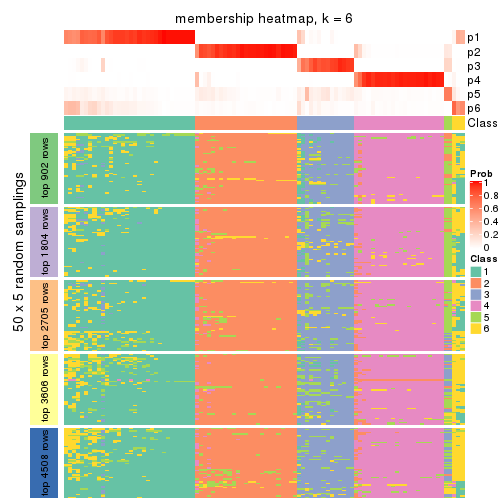 membership heatmap, k = 6
p1
p2
p3
p4
p5
p6
Class
50 x 5 random samplings
top 902 rows
top 1804 rows
top 2705 rows
top 3606 rows
top 4508 rows
Prob
1
0.8
0.6
0.4
0.2
0
Class
1
2
3
4
5
6